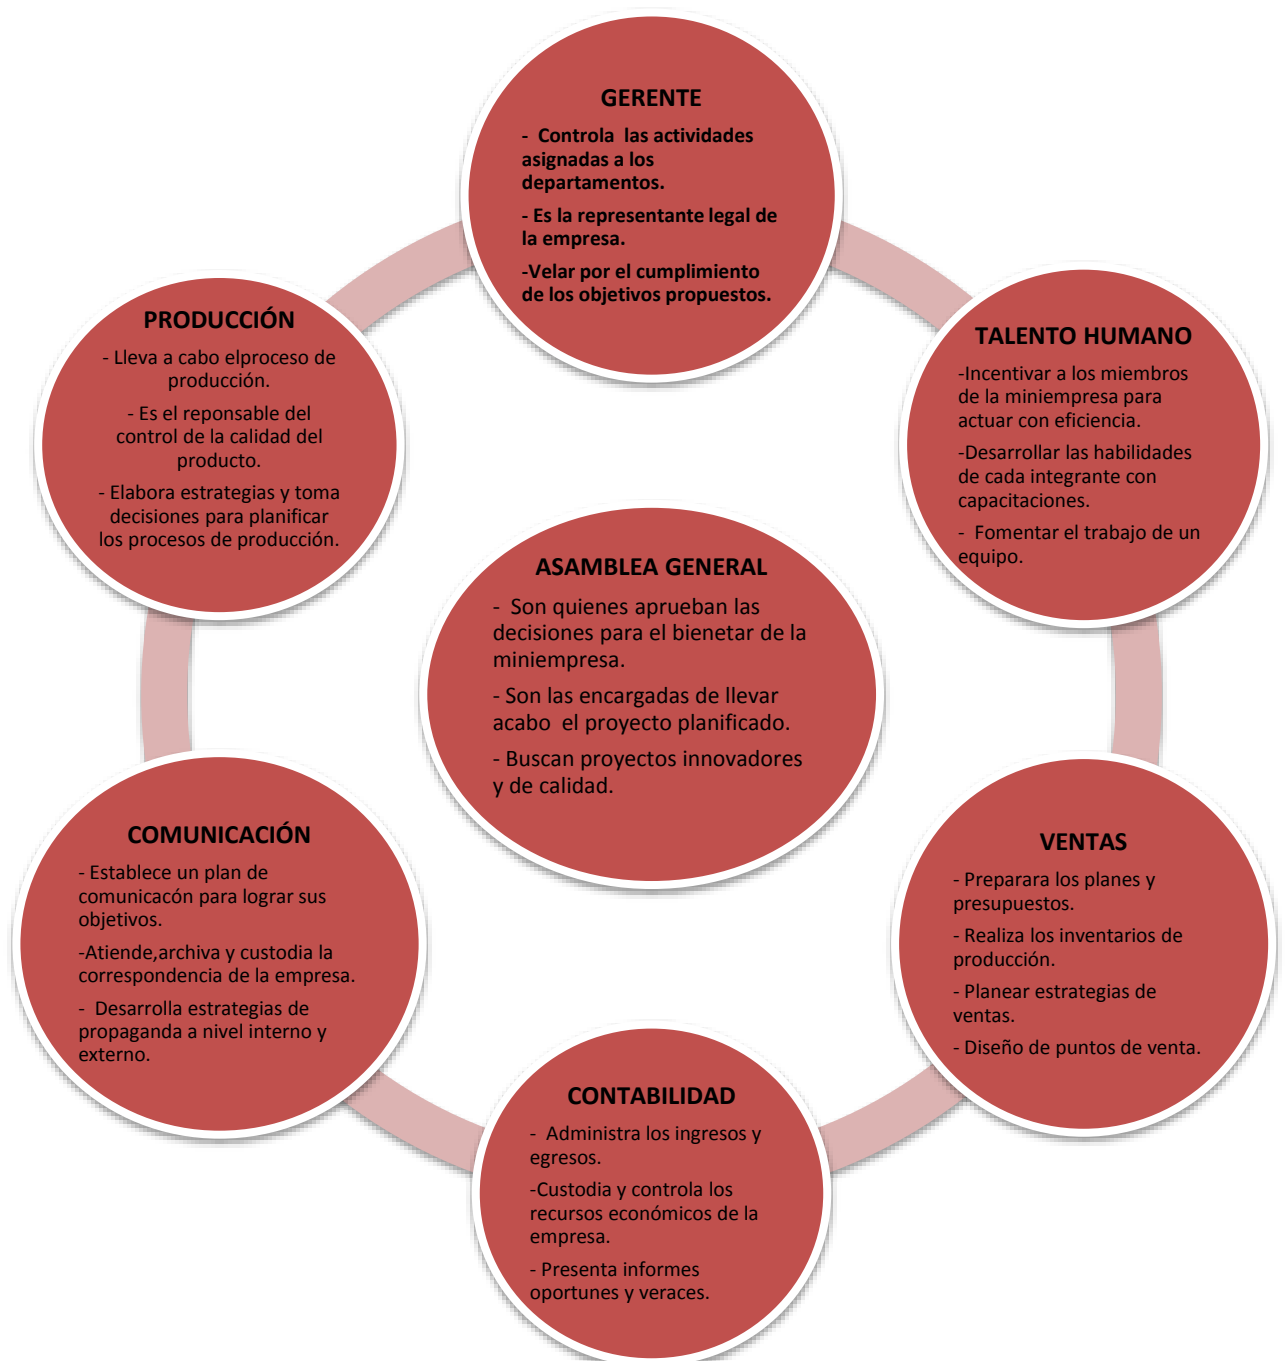 GERENTE
- Controla las actividades
asignadas a los
departamentos.
- Es la representante legal de
la empresa.
-Velar por el cumplimiento
de los objetivos propuestos.
TALENTO HUMANO
-Incentivar a los miembros
de la miniempresa para
actuar con eficiencia.
-Desarrollar las habilidades
de cada integrante con
capacitaciones.
- Fomentar el trabajo de un
equipo.
VENTAS
- Preparara los planes y
presupuestos.
- Realiza los inventarios de
producción.
- Planear estrategias de
ventas.
- Diseño de puntos de venta.
CONTABILIDAD
- Administra los ingresos y
egresos.
-Custodia y controla los
recursos económicos de la
empresa.
- Presenta informes
oportunes y veraces.
COMUNICACIÓN
- Establece un plan de
comunicacón para lograr sus
objetivos.
-Atiende,archiva y custodia la
correspondencia de la empresa.
- Desarrolla estrategias de
propaganda a nivel interno y
externo.
PRODUCCIÓN
- Lleva a cabo elproceso de
producción.
- Es el reponsable del
control de la calidad del
producto.
- Elabora estrategias y toma
decisiones para planificar
los procesos de producción.
ASAMBLEA GENERAL
- Son quienes aprueban las
decisiones para el bienetar de la
miniempresa.
- Son las encargadas de llevar
acabo el proyecto planificado.
- Buscan proyectos innovadores
y de calidad.